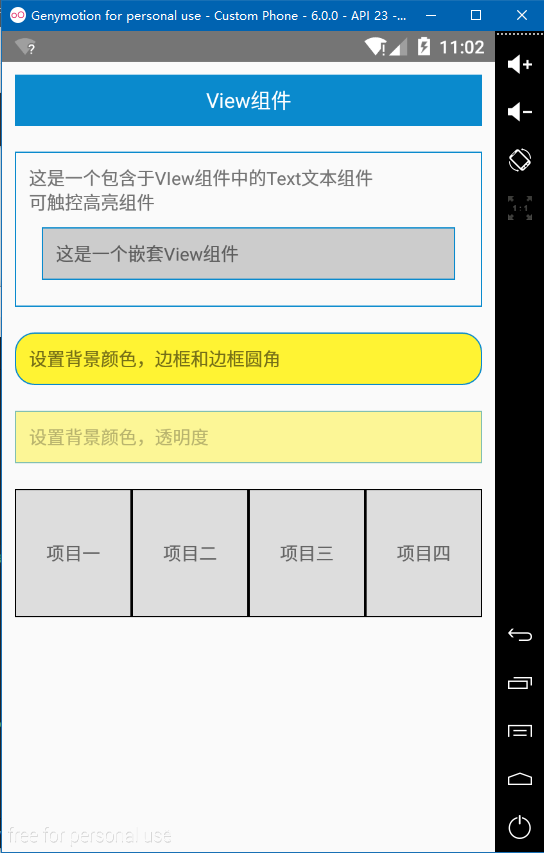 Genymotion for personal use - Custom Phone - 6.0.0 - API 23 -...
11:02
View组件
这是一个包含于VIew组件中的Text文本组件
可触控高亮组件
这是一个嵌套View组件
设置背景颜色，边框和边框圆角
设置背景颜色，透明度
项目一 项目二 项目三 项目四
1:1
free for personal use